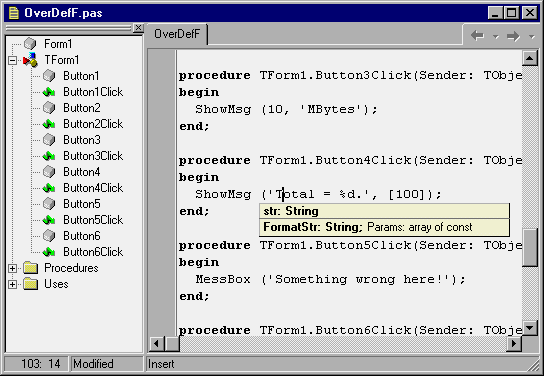 OverDefF.pas
Form1
TForm1
Button1
Button1Click
Button2
Button2Click
Button3
Button3Click
Button4
Button4Click
Button5
Button5Click
Button6
Button6Click
Procedures
Uses
OverDefF
procedure TForm1.Button3Click(Sender: TObje
begin
ShowMsg (10, 'MBytes');
end;
procedure TForm1.Button4Click(Sender: TObje
begin
ShowMsg ('Total = %d.', [100]);
end;
str: String
FormatStr: String; Params: array of const
procedure TForm1.Button5Click(Sender: TObje
begin
MessBox ('Something wrong here!');
end;
procedure TForm1.Button6Click(Sender: TObje
103: 14 Modified Insert